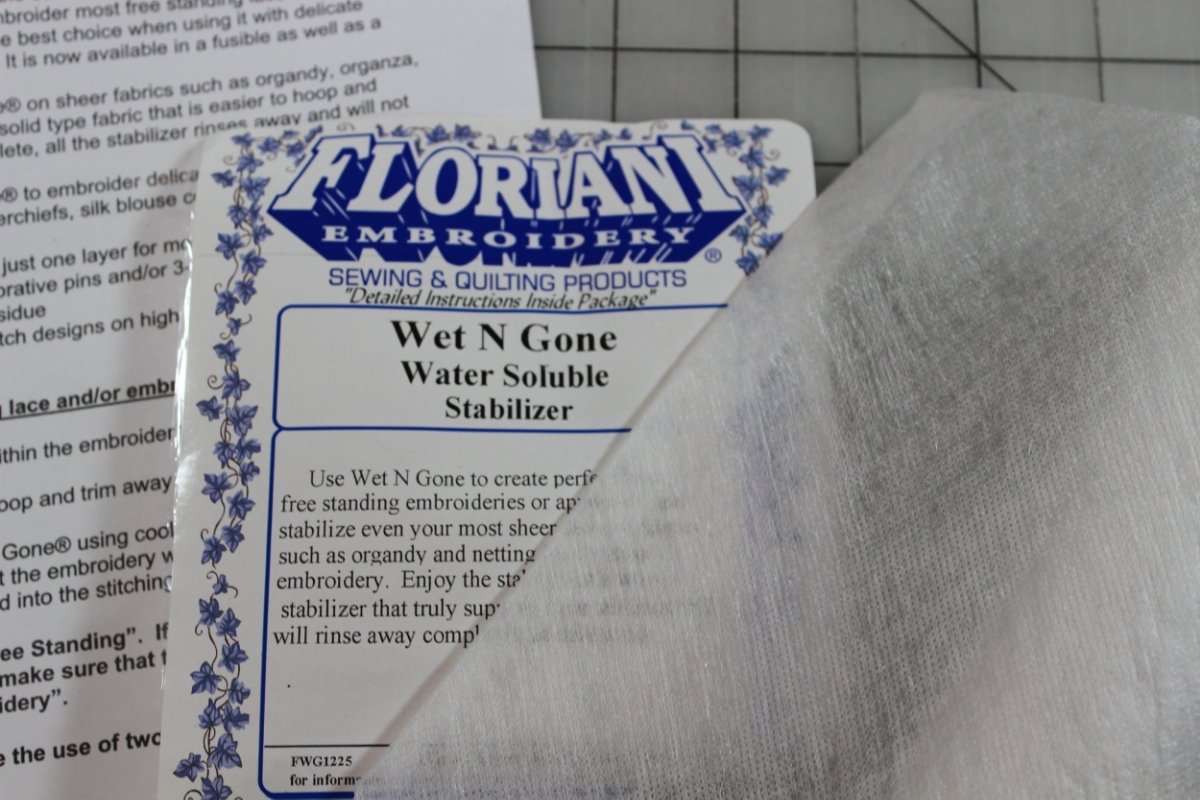 broider most free standing
e best choice when using it with delicate
It is now available in a fusible as well as a
e® on sheer fabrics such as organdy, organza,
solid type fabric that is easier to hoop and
lete, all the stabilizer rinses away and will not
e® to embroider delica
erchiefs, silk blouse c
just one layer for mo
orative pins and/or 3-
sidue
tch designs on high
lace and/or embr
ithin the embroider
oop and trim away
Gone® using cool
t the embroidery w
d into the stitching
ee Standing”. If
make sure that t
idery”.
e the use of two
FLORIANI
EMBROIDERY®
SEWING & QUILTING PRODUCTS
"Detailed Instructions Inside Package"
Wet N Gone
Water Soluble
Stabilizer
Use Wet N Gone to create perfe
free standing embroideries or ap
stabilize even your most sheer
such as organdy and netting
embroidery. Enjoy the sta
stabilizer that truly sup
will rinse away comp
FWG1225
for inform